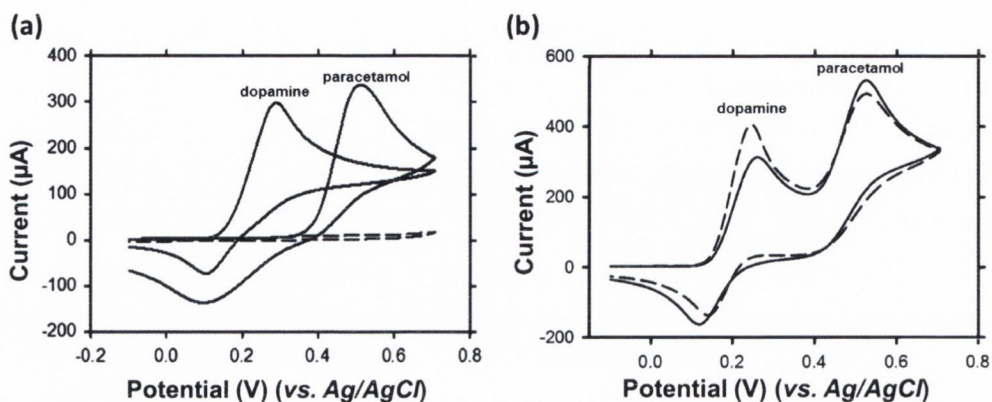 (a)
400
300
200
100
0
-100
-200
-0.2 0.0 0.2 0.4 0.6 0.8
Current (µA)
Potential (V) (vs. Ag/AgCl)
dopamine
paracetamol
(b)
600
400
200
0
-200
0.0 0.2 0.4 0.6 0.8
Current (µA)
Potential (V) (vs. Ag/AgCl)
dopamine
paracetamol